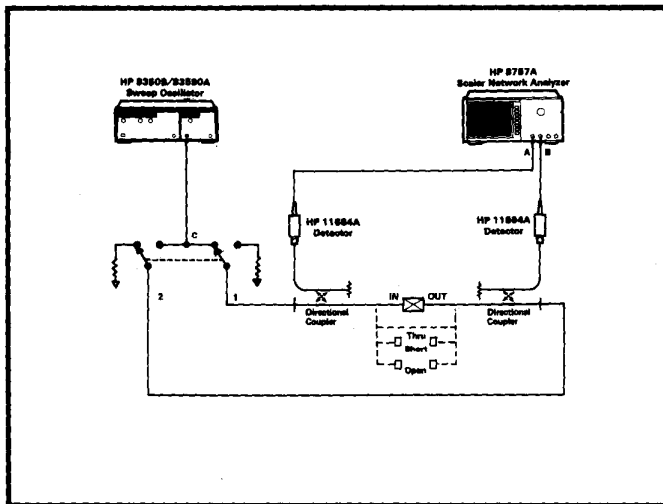 HP 8350B/83590A
Sweep Oscillator
HP 8757A
Scalar Network Analyzer
A
B
HP 11664A
Detector
HP 11664A
Detector
C
2
1
IN
OUT
Directional
Coupler
Directional
Coupler
Thru
Short
Open